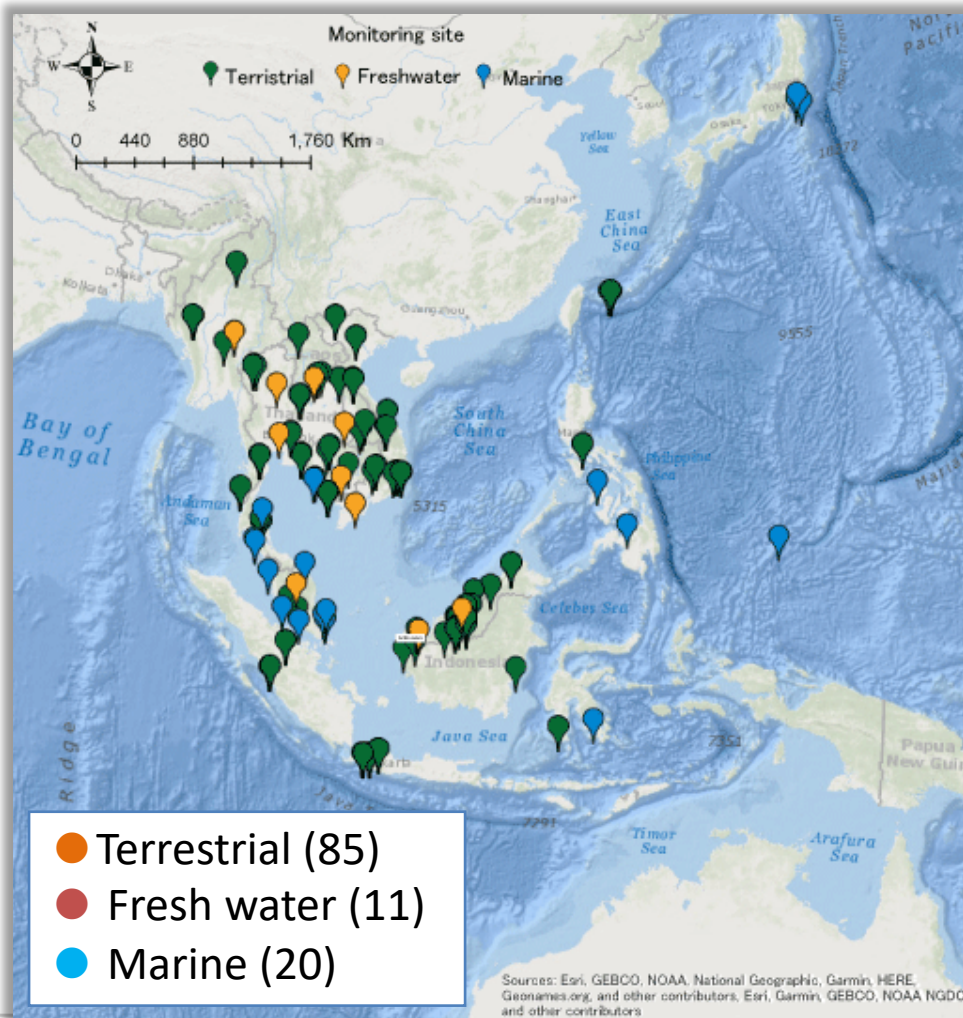 Monitoring site
N
W E
S
Terristrial Freshwater Marine
0 440 880 1,760 Km
Seoul
Osaka
Yellow
Sea
Shanghai
East
China
Sea
Dhaka
Kolkata
Guangzhou
9555
Laos
Thailand
South
China
Sea
Bay of
Bengal
Philippine
Sea
Andaman
Sea
5315
Celebes Sea
Indonesia
Java Sea
7351
Papua
New Guin
Ridge
7291
Timor
Sea
Arafura
Sea
Terrestrial (85)
Fresh water (11)
Marine (20)
Sources: Esri, GEBCO, NOAA, National Geographic, Garmin, HERE,
Geonames.org, and other contributors, Esri, Garmin, GEBCO, NOAA NGDC
and other contributors